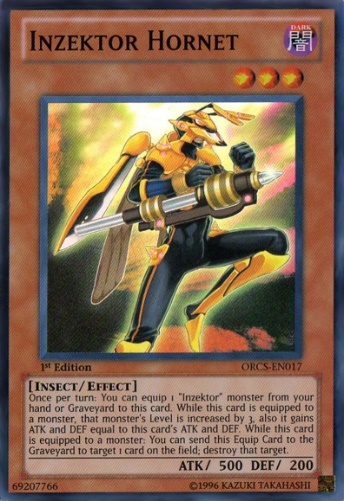 INZEKTOR HORNET
DARK
闇
1st Edition
ORCS-EN017
[INSECT/EFFECT]
Once per turn: You can equip 1 "Inzektor" monster from your
hand or Graveyard to this card. While this card is equipped to
a monster, that monster's Level is increased by 3, also it gains
ATK and DEF equal to this card's ATK and DEF. While this
card is equipped to a monster: You can send this Equip Card to the
Graveyard to target 1 card on the field; destroy that target.
ATK/ 500 DEF/ 200
69207766
©1996 KAZUKI TAKAHASHI